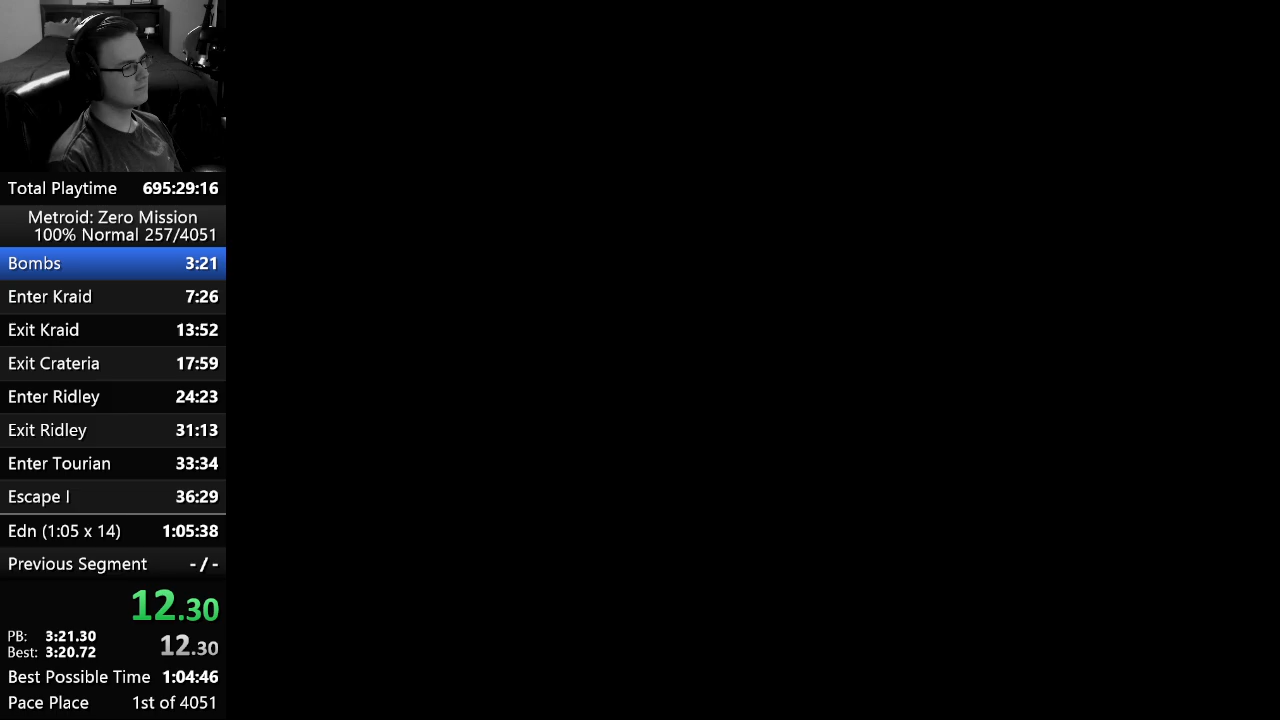 Total Playtime 695:29:16
Metroid: Zero Mission
100% Normal 257/4051
Bombs 3:21
Enter Kraid 7:26
Exit Kraid 13:52
Exit Crateria 17:59
Enter Ridley 24:23
Exit Ridley 31:13
Enter Tourian 33:34
Escape I 36:29
Edn (1:05 x 14) 1:05:38
Previous Segment - / -
12.30
PB: 3:21.30
Best: 3:20.72
12.30
Best Possible Time 1:04:46
Pace Place 1st of 4051